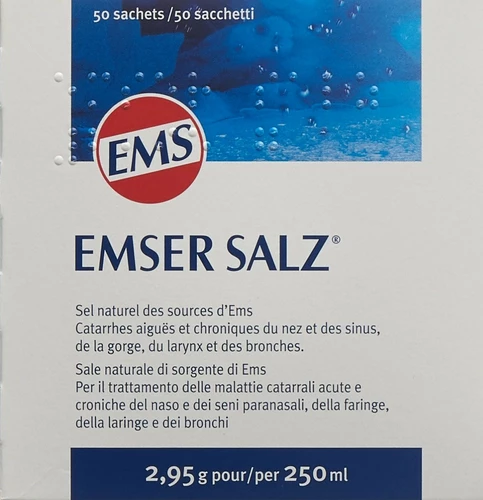 50 sachets/50 sacchetti
EMS
EMSER SALZ®
Sel naturel des sources d'Ems
Catarrhes aiguës et chroniques du nez et des sinus,
de la gorge, du larynx et des bronches.
Sale naturale di sorgente di Ems
Per il trattamento delle malattie catarrali acute e
croniche del naso e dei seni paranasali, della faringe,
della laringe e dei bronchi
2,95 g pour/per 250 ml